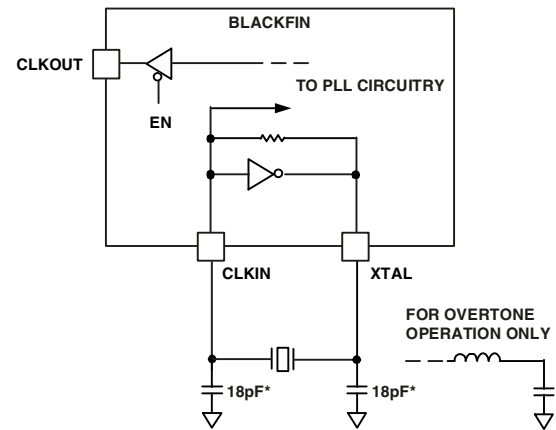 BLACKFIN
CLKOUT
TO PLL CIRCUITRY
EN
CLKIN
XTAL
FOR OVERTONE
OPERATION ONLY
18pF*
18pF*